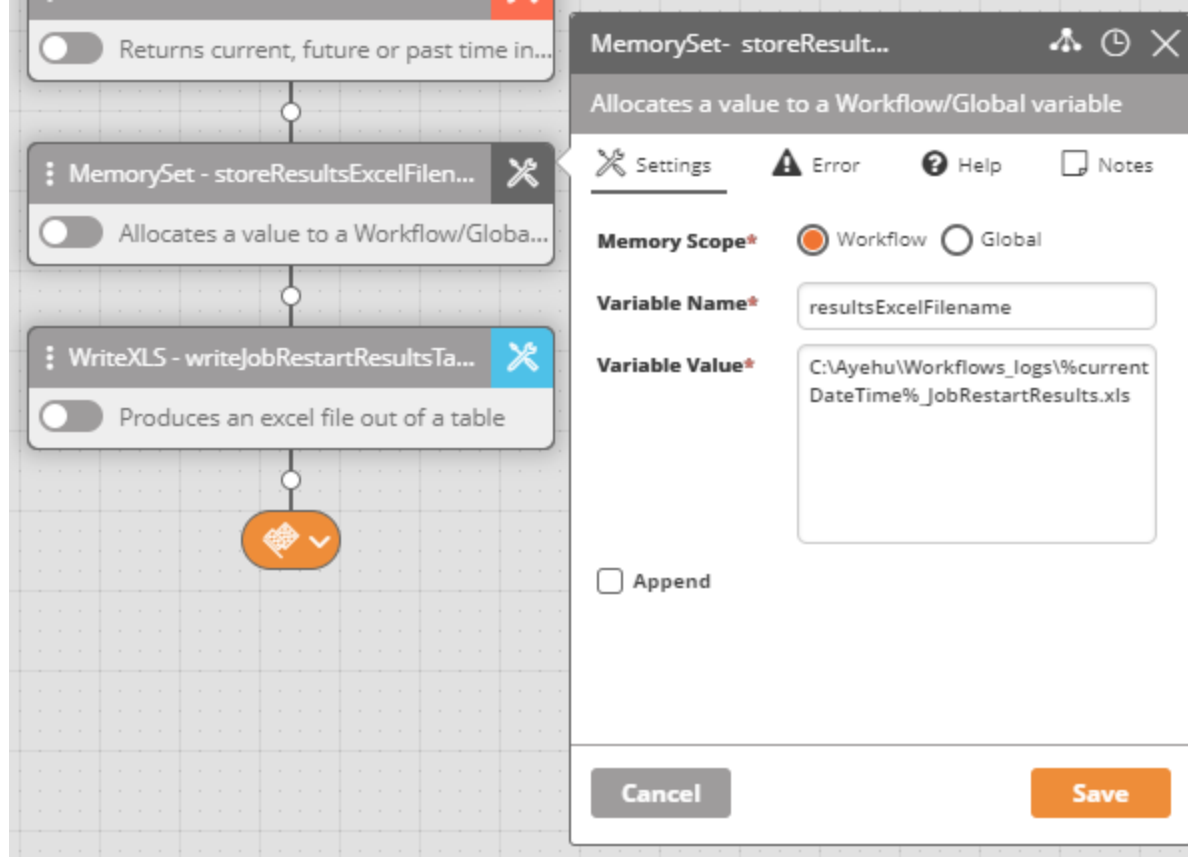 Returns current, future or past time in...
MemorySet - storeResultsExcelFilen...
Allocates a value to a Workflow/Globa...
WriteXLS - writeJobRestartResultsTa...
Produces an excel file out of a table
MemorySet- storeResult...
Allocates a value to a Workflow/Global variable
Settings Error Help Notes
Memory Scope* Workflow Global
Variable Name* resultsExcelFilename
Variable Value* C:\Ayehu\Workflows_logs\%current
DateTime%_JobRestartResults.xls
Append
Cancel Save